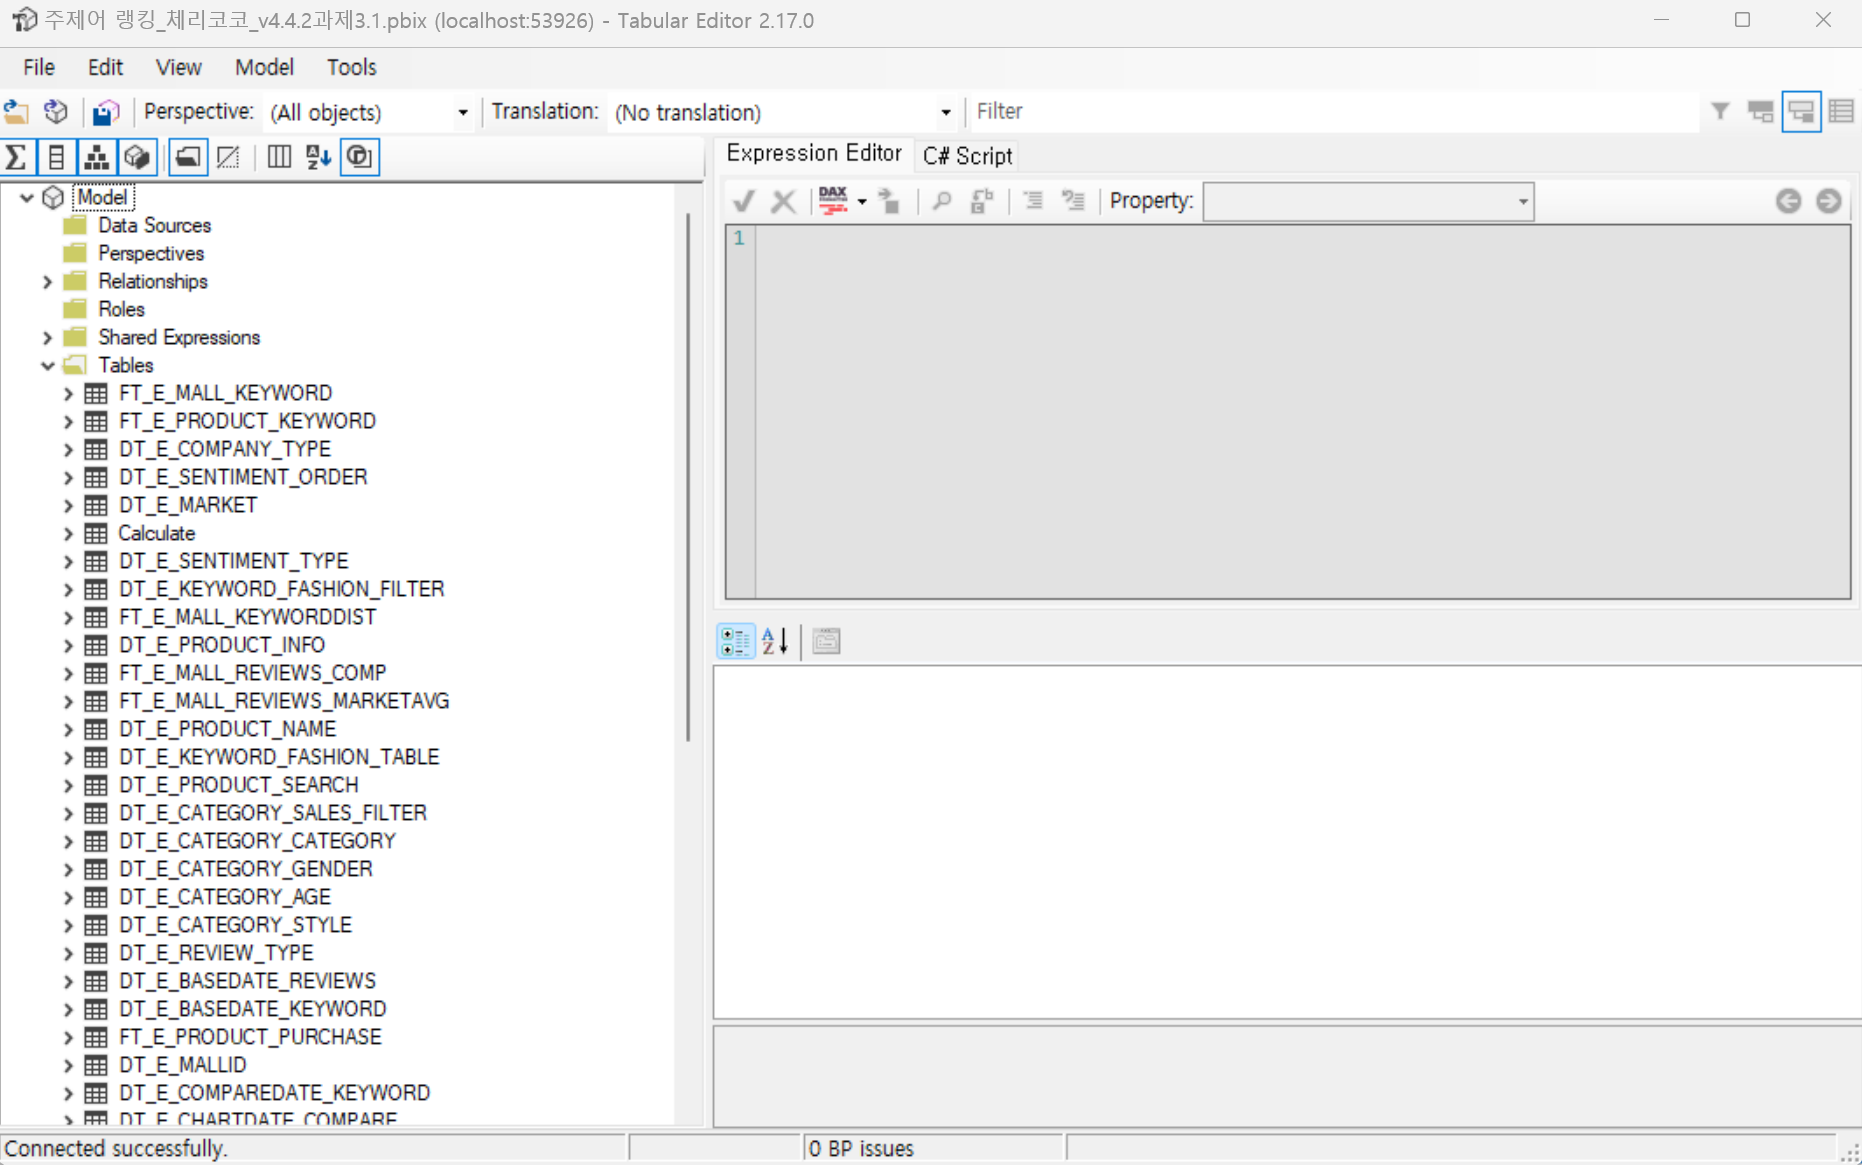 주제어 랭킹_체리코코_v4.4.2과제3.1.pbix (localhost:53926) - Tabular Editor 2.17.0
File Edit View Model Tools
Perspective: (All objects) Translation: (No translation) Filter
Expression Editor C# Script
DAX Property:
1
Model
Data Sources
Perspectives
Relationships
Roles
Shared Expressions
Tables
FT_E_MALL_KEYWORD
FT_E_PRODUCT_KEYWORD
DT_E_COMPANY_TYPE
DT_E_SENTIMENT_ORDER
DT_E_MARKET
Calculate
DT_E_SENTIMENT_TYPE
DT_E_KEYWORD_FASHION_FILTER
FT_E_MALL_KEYWORDDIST
DT_E_PRODUCT_INFO
FT_E_MALL_REVIEWS_COMP
FT_E_MALL_REVIEWS_MARKETAVG
DT_E_PRODUCT_NAME
DT_E_KEYWORD_FASHION_TABLE
DT_E_PRODUCT_SEARCH
DT_E_CATEGORY_SALES_FILTER
DT_E_CATEGORY_CATEGORY
DT_E_CATEGORY_GENDER
DT_E_CATEGORY_AGE
DT_E_CATEGORY_STYLE
DT_E_REVIEW_TYPE
DT_E_BASEDATE_REVIEWS
DT_E_BASEDATE_KEYWORD
FT_E_PRODUCT_PURCHASE
DT_E_MALLID
DT_E_COMPAREDATE_KEYWORD
DT_E_CHARTDATE_COMPARE
Connected successfully. 0 BP issues